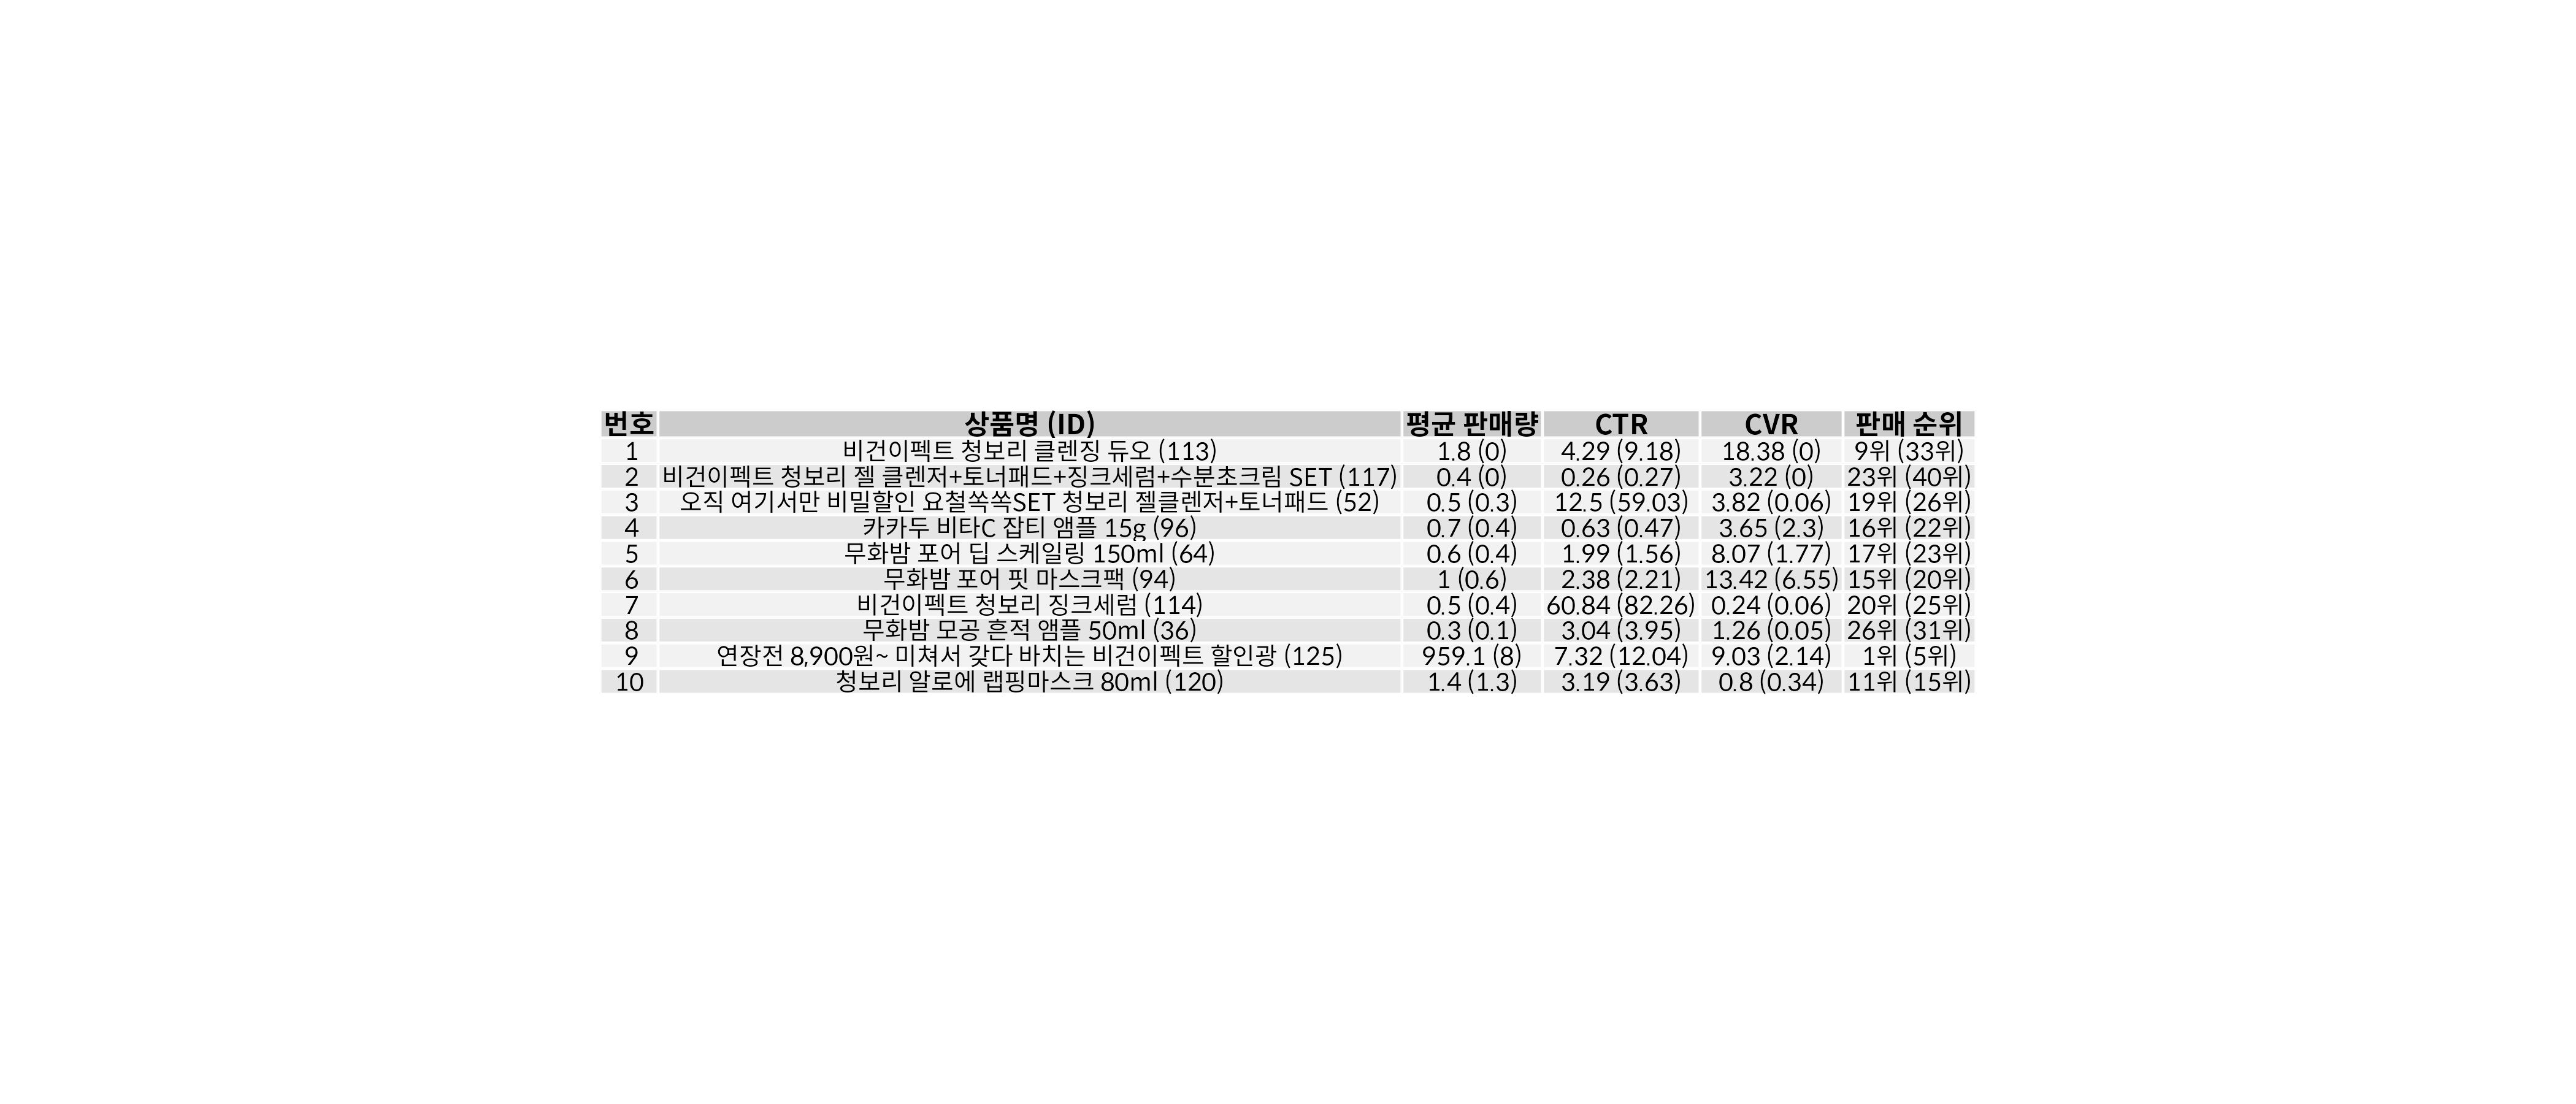 번호 상품명 (ID) 평균 판매량 CTR CVR 판매 순위
1 비건이펙트 청보리 클렌징 듀오 (113) 1.8 (0) 4.29 (9.18) 18.38 (0) 9위 (33위)
2 비건이펙트 청보리 젤 클렌저+토너패드+징크세럼+수분초크림 SET (117) 0.4 (0) 0.26 (0.27) 3.22 (0) 23위 (40위)
3 오직 여기서만 비밀할인 요철쏙쏙SET 청보리 젤클렌저+토너패드 (52) 0.5 (0.3) 12.5 (59.03) 3.82 (0.06) 19위 (26위)
4 카카두 비타C 잡티 앰플 15g (96) 0.7 (0.4) 0.63 (0.47) 3.65 (2.3) 16위 (22위)
5 무화밤 포어 딥 스케일링 150ml (64) 0.6 (0.4) 1.99 (1.56) 8.07 (1.77) 17위 (23위)
6 무화밤 포어 핏 마스크팩 (94) 1 (0.6) 2.38 (2.21) 13.42 (6.55) 15위 (20위)
7 비건이펙트 청보리 징크세럼 (114) 0.5 (0.4) 60.84 (82.26) 0.24 (0.06) 20위 (25위)
8 무화밤 모공 흔적 앰플 50ml (36) 0.3 (0.1) 3.04 (3.95) 1.26 (0.05) 26위 (31위)
9 연장전 8,900원~ 미쳐서 갖다 바치는 비건이펙트 할인광 (125) 959.1 (8) 7.32 (12.04) 9.03 (2.14) 1위 (5위)
10 청보리 알로에 랩핑마스크 80ml (120) 1.4 (1.3) 3.19 (3.63) 0.8 (0.34) 11위 (15위)